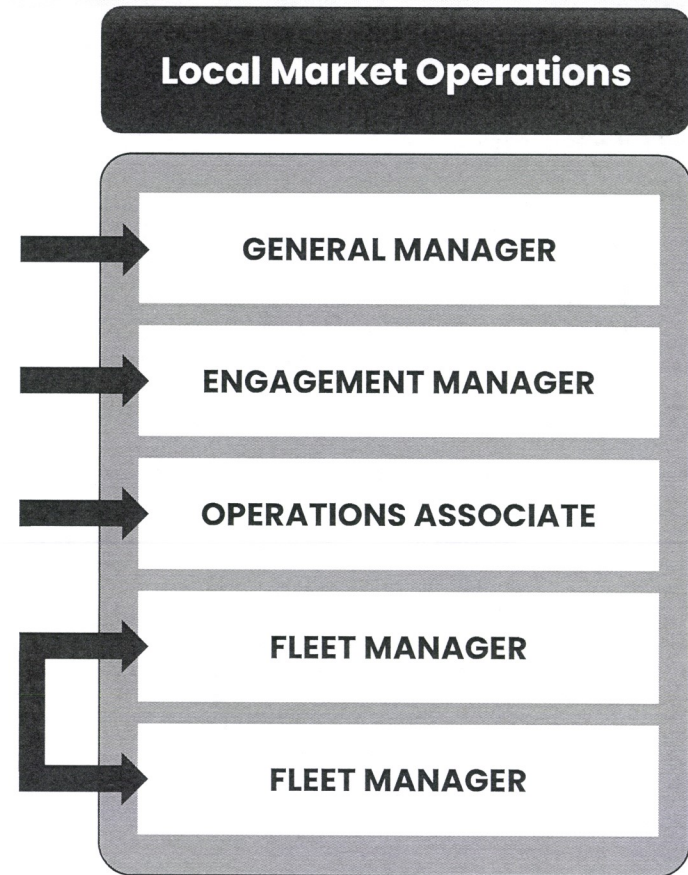 Local Market Operations
GENERAL MANAGER
ENGAGEMENT MANAGER
OPERATIONS ASSOCIATE
FLEET MANAGER
FLEET MANAGER